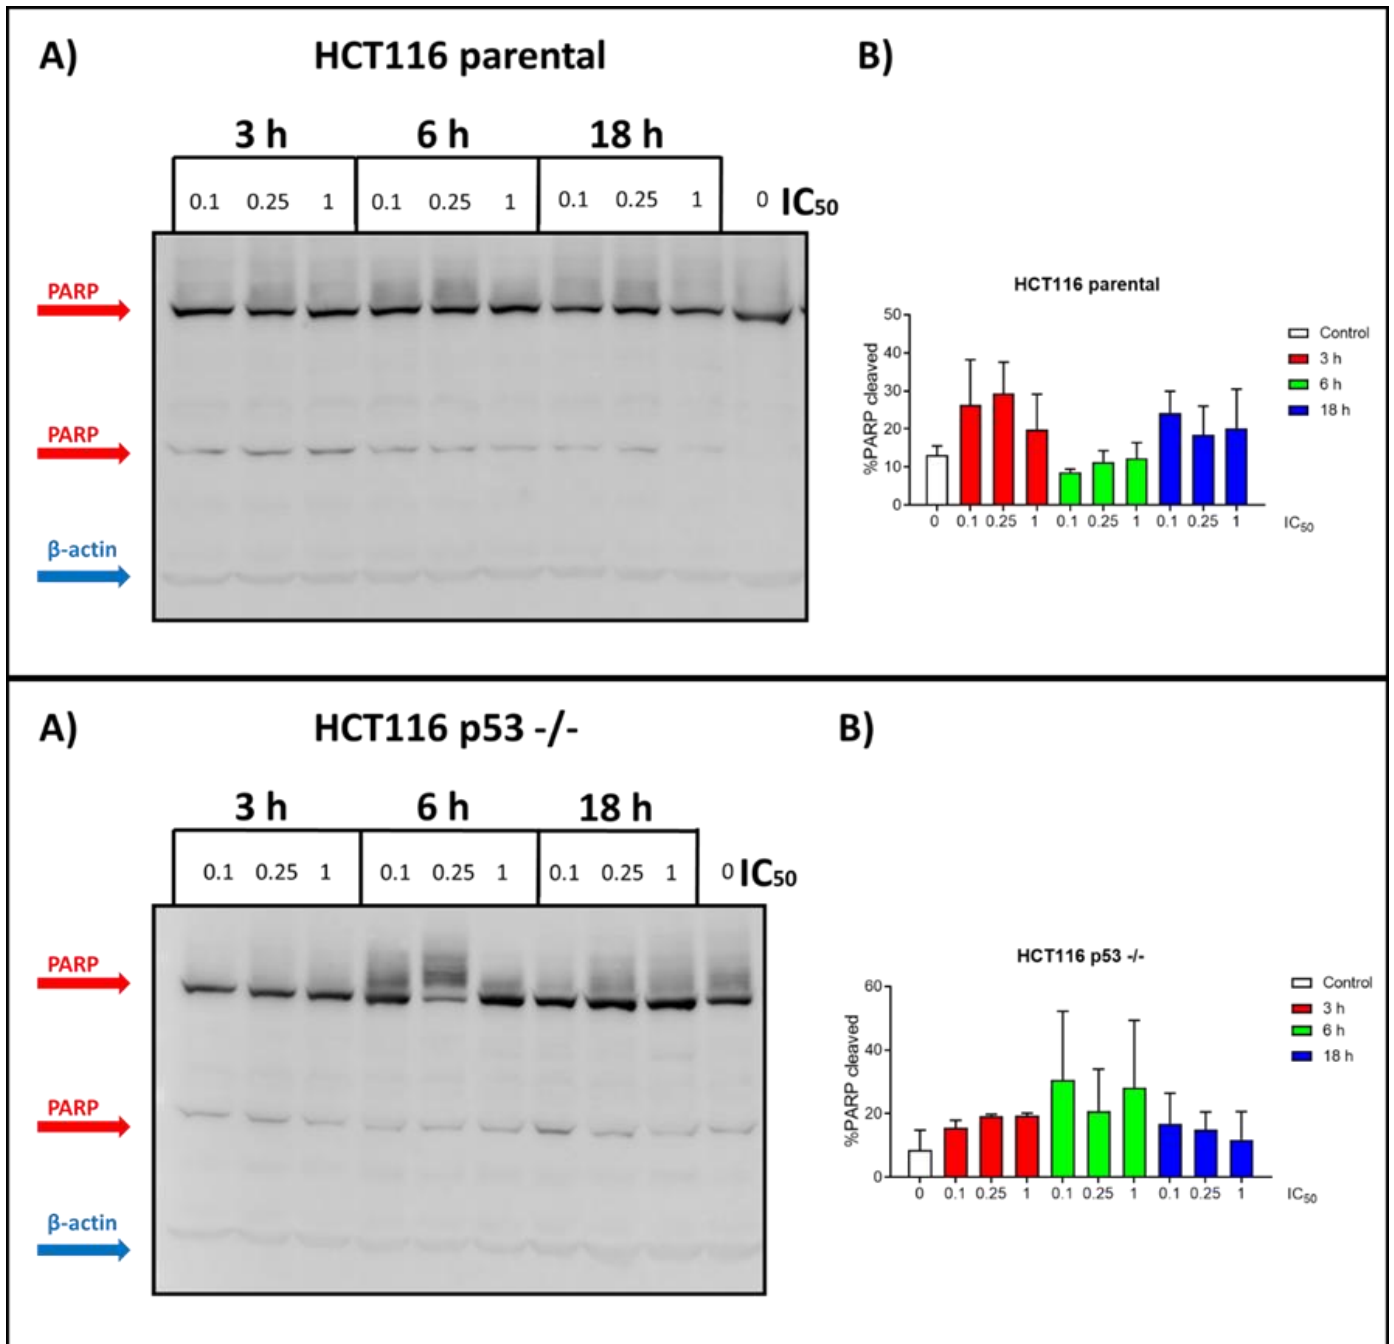 A)
HCT116 parental
B)
3 h 6 h 18 h
0.1 0.25 1 0.1 0.25 1 0.1 0.25 1 0 IC50
PARP
PARP
β-actin
HCT116 parental
%PARP cleaved
50
40
30
20
10
0
0 0.1 0.25 1 0.1 0.25 1 0.1 0.25 1 IC50
Control
3 h
6 h
18 h
A)
HCT116 p53 -/-
B)
3 h 6 h 18 h
0.1 0.25 1 0.1 0.25 1 0.1 0.25 1 0 IC50
PARP
PARP
β-actin
HCT116 p53 -/-
%PARP cleaved
60
40
20
0
0 0.1 0.25 1 0.1 0.25 1 0.1 0.25 1 IC50
Control
3 h
6 h
18 h